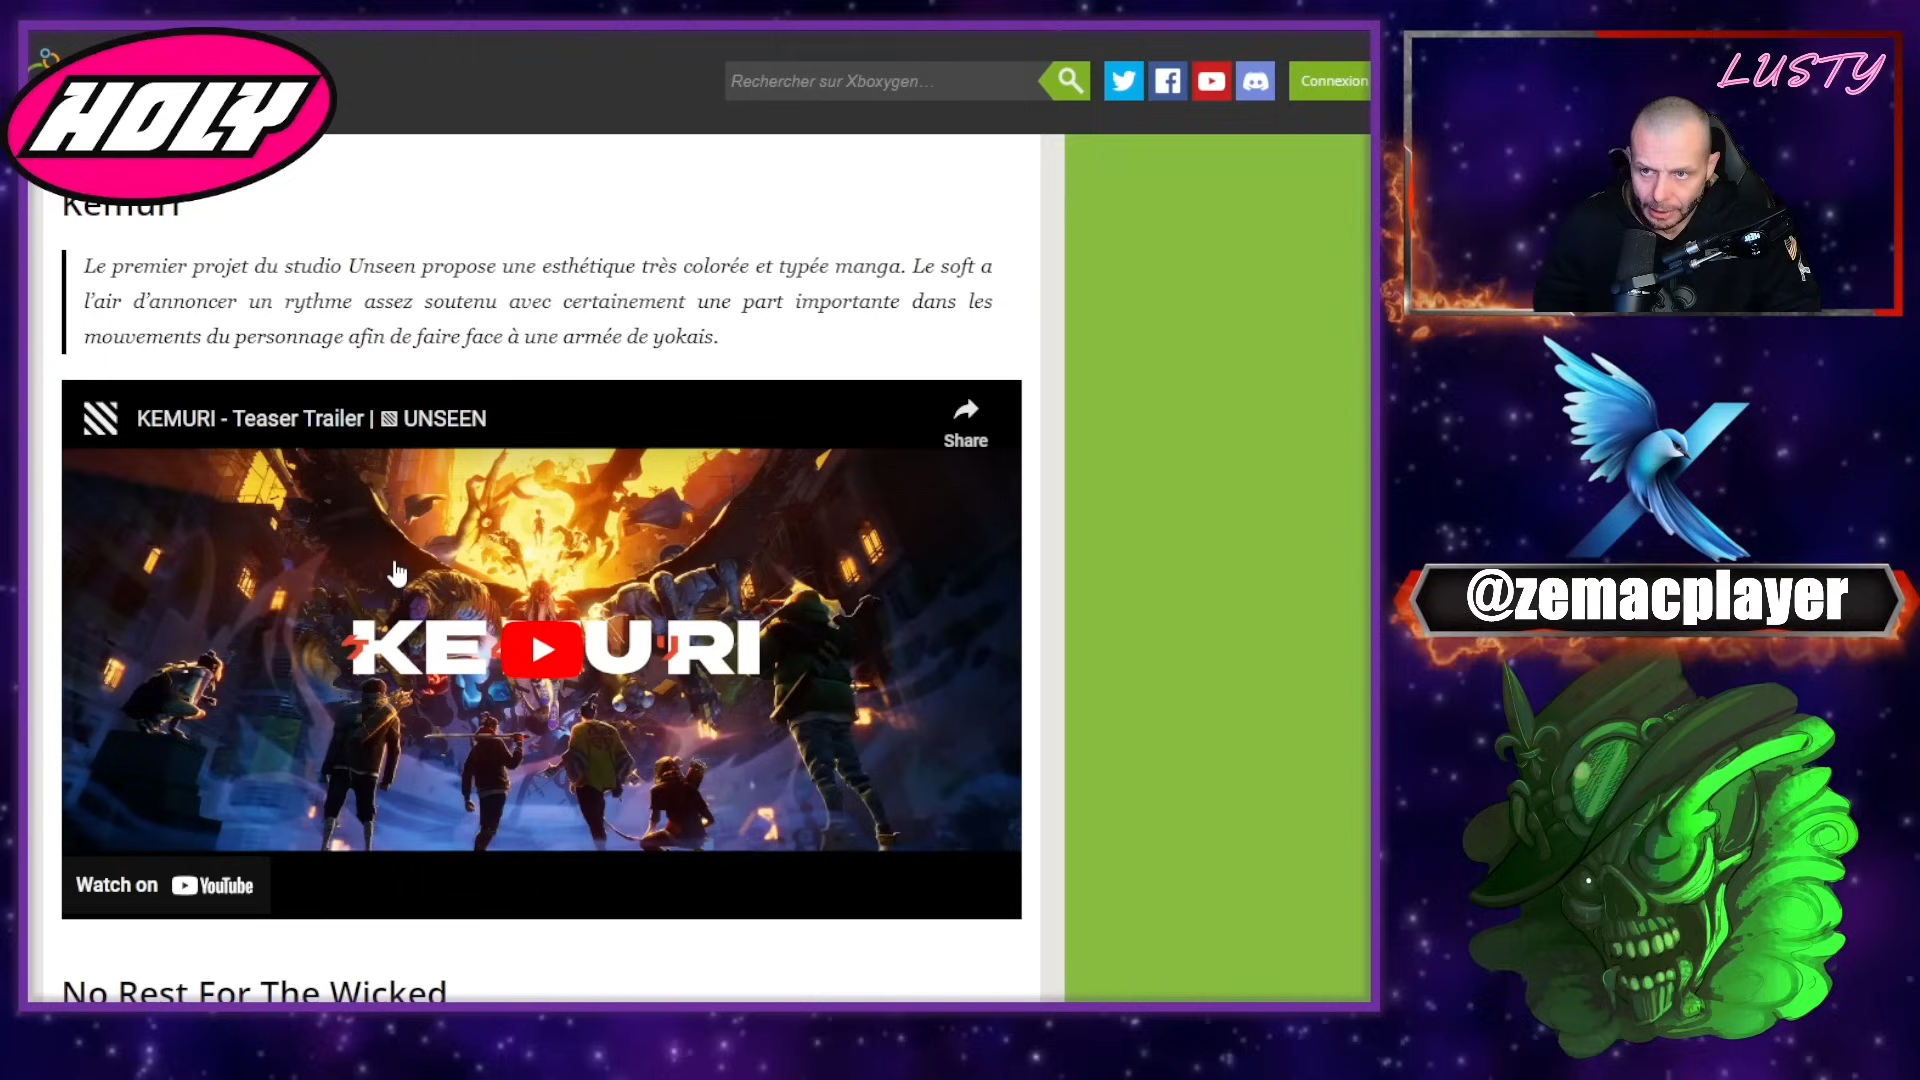 HOLY
Rechercher sur Xboxygen...
Connexion
LUSTY
Kemuri
Le premier projet du studio Unseen propose une esthétique très colorée et typée manga. Le soft a
l'air d'annoncer un rythme assez soutenu avec certainement une part importante dans les
mouvements du personnage afin de faire face à une armée de yokais.
KEMURI - Teaser Trailer | ▧ UNSEEN
Share
KEMURI
@zemacplayer
Watch on YouTube
No Rest For The Wicked